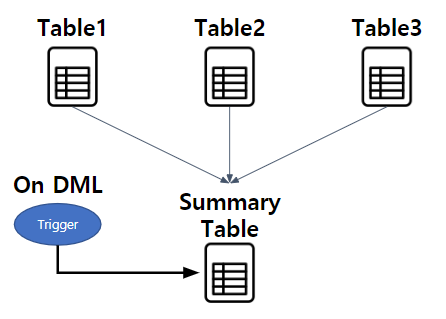 Table1
Table2
Table3
On DML
Trigger
Summary
Table